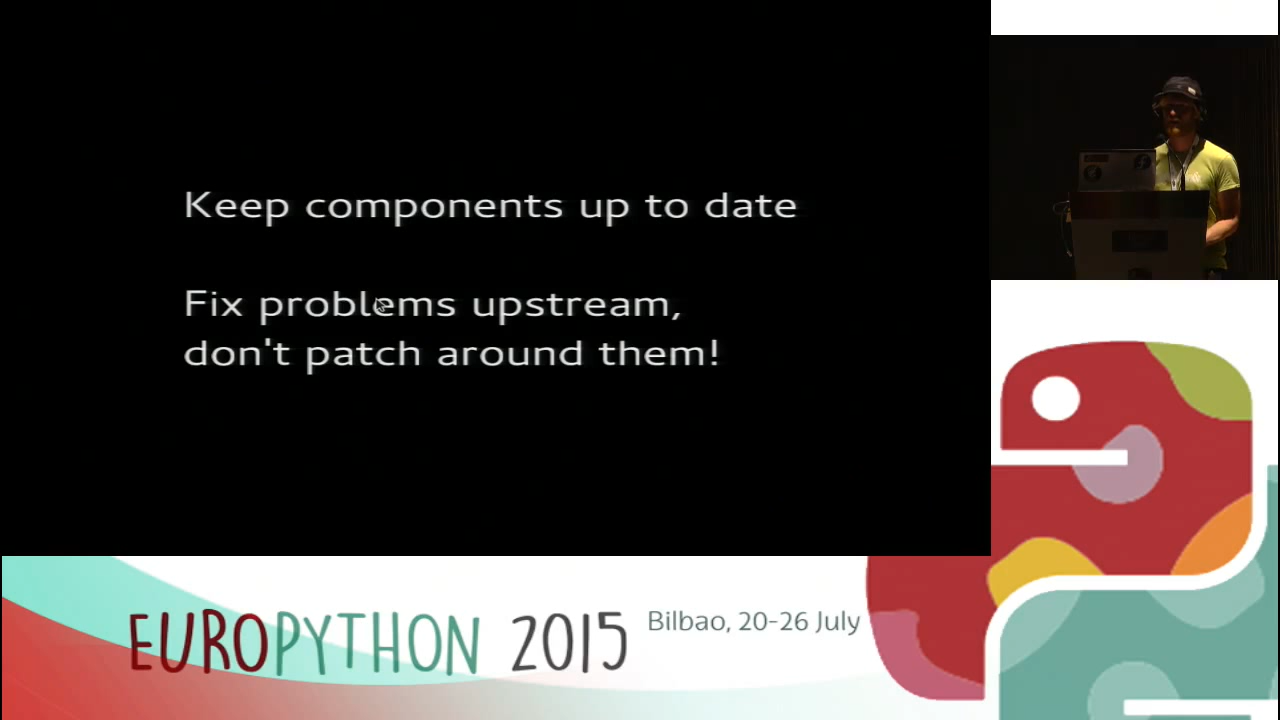 Keep components up to date
Fix problems upstream,
don't patch around them!
EUROPYTHON 2015
Bilbao, 20-26 July